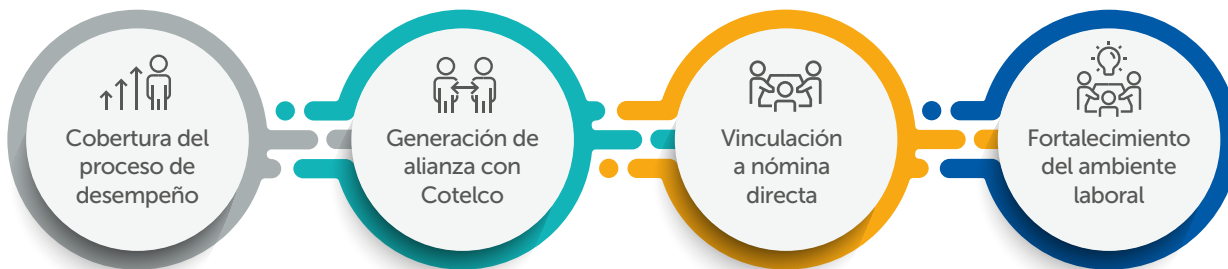 Cobertura del
proceso de
desempeño
Generación de
alianza con
Cotelco
Vinculación
a nómina
directa
Fortalecimiento
del ambiente
laboral